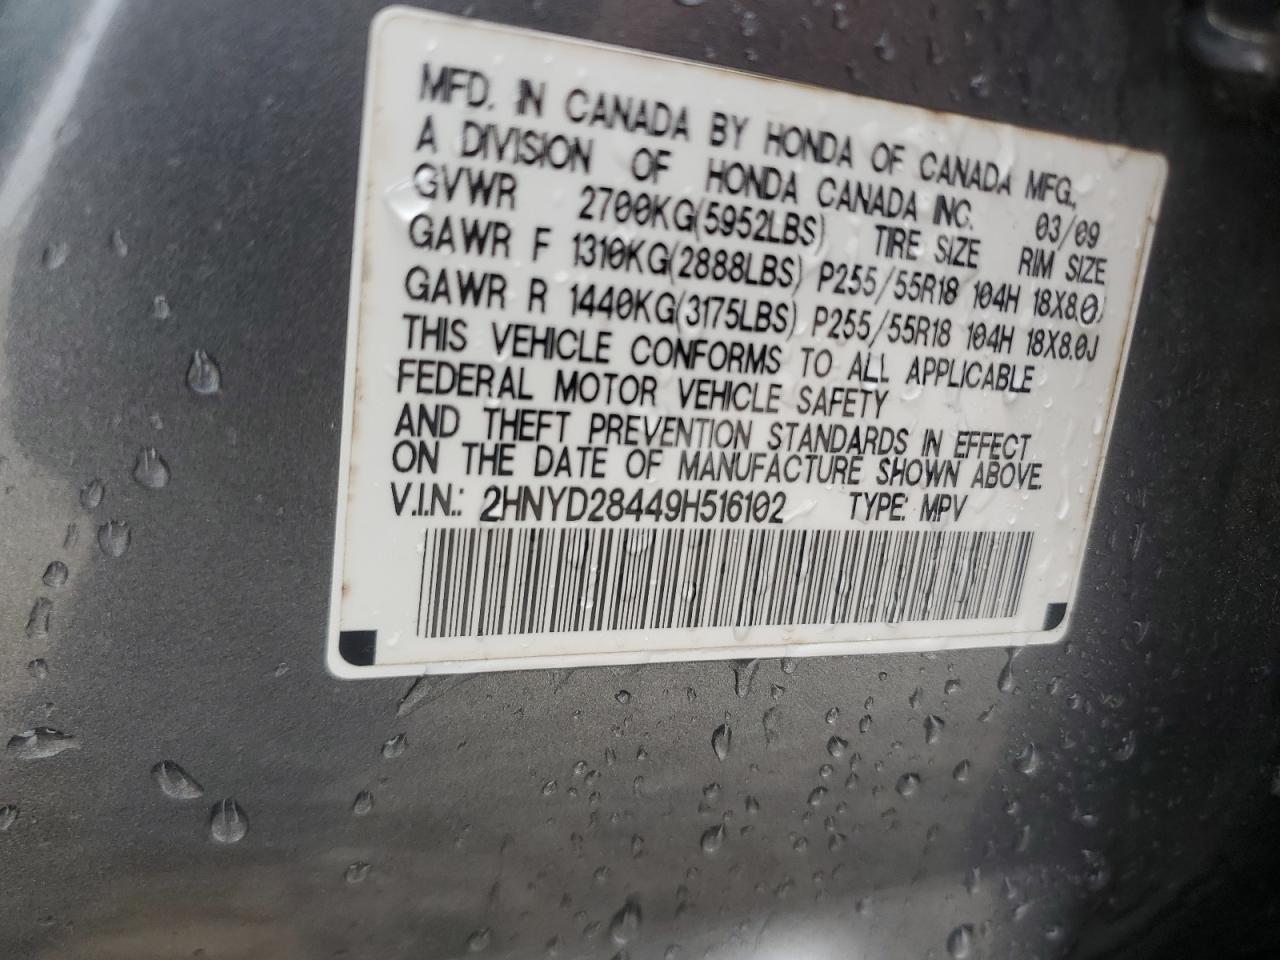 MFD. IN CANADA BY HONDA OF CANADA MFG.,
A DIVISION OF HONDA CANADA INC. 03/09
GVWR 2700KG(5952LBS) TIRE SIZE RIM SIZE
GAWR F 1310KG(2888LBS) P255/55R18 104H 18X8.0J
GAWR R 1440KG(3175LBS) P255/55R18 104H 18X8.0J
THIS VEHICLE CONFORMS TO ALL APPLICABLE
FEDERAL MOTOR VEHICLE SAFETY
AND THEFT PREVENTION STANDARDS IN EFFECT
ON THE DATE OF MANUFACTURE SHOWN ABOVE.
V.I.N.: 2HNYD28449H516102 TYPE: MPV